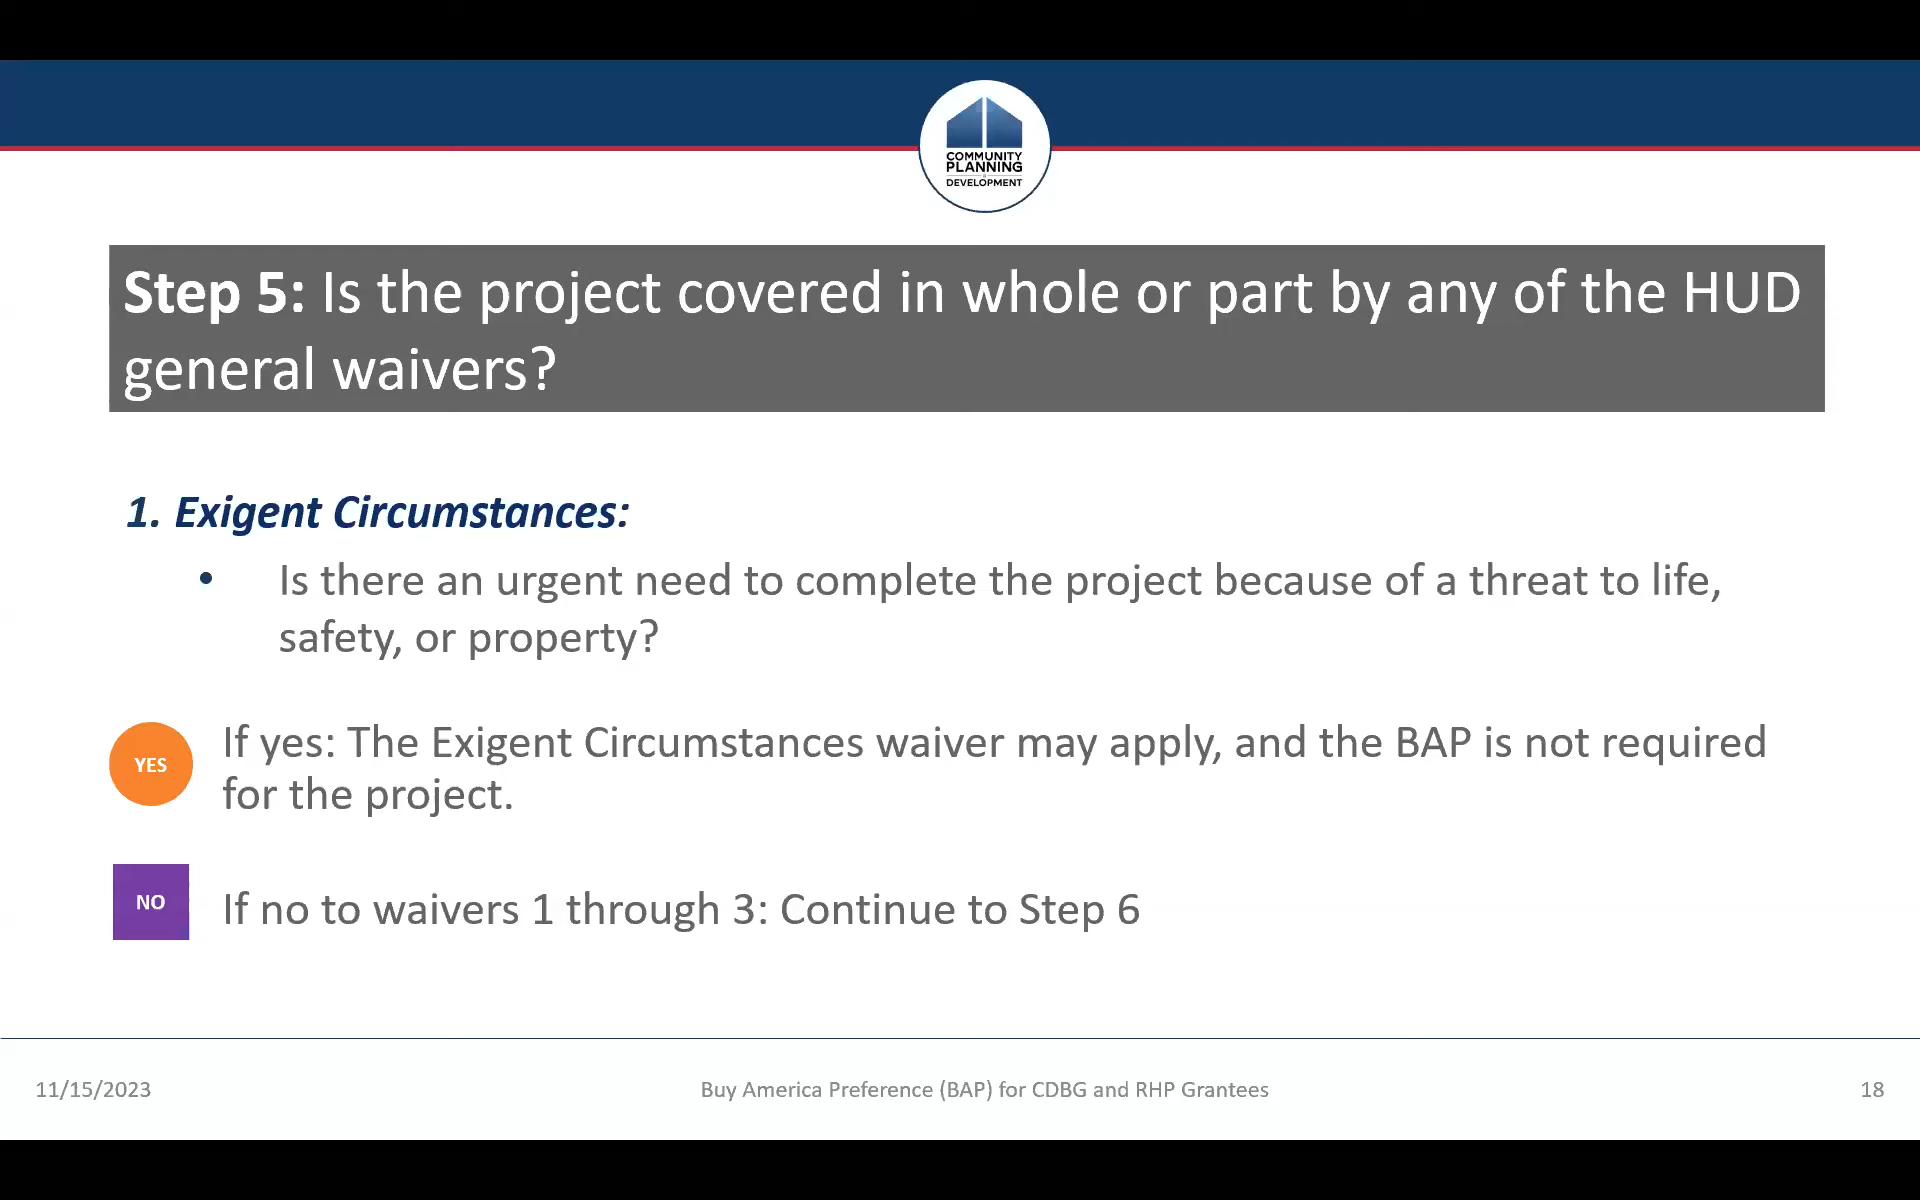 COMMUNITY
PLANNING
DEVELOPMENT
Step 5: Is the project covered in whole or part by any of the HUD
general waivers?
1. Exigent Circumstances:
• Is there an urgent need to complete the project because of a threat to life,
safety, or property?
YES
If yes: The Exigent Circumstances waiver may apply, and the BAP is not required
for the project.
NO
If no to waivers 1 through 3: Continue to Step 6
11/15/2023
Buy America Preference (BAP) for CDBG and RHP Grantees
18